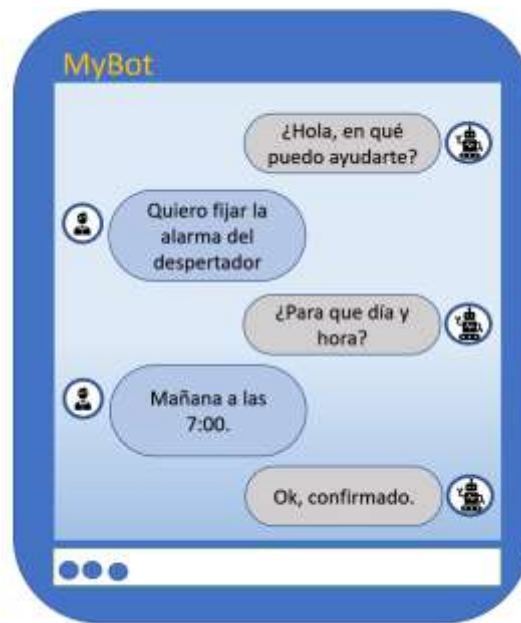 MyBot
¿Hola, en qué
puedo ayudarte?
Quiero fijar la
alarma del
despertador
¿Para que día y
hora?
Mañana a las
7:00.
Ok, confirmado.